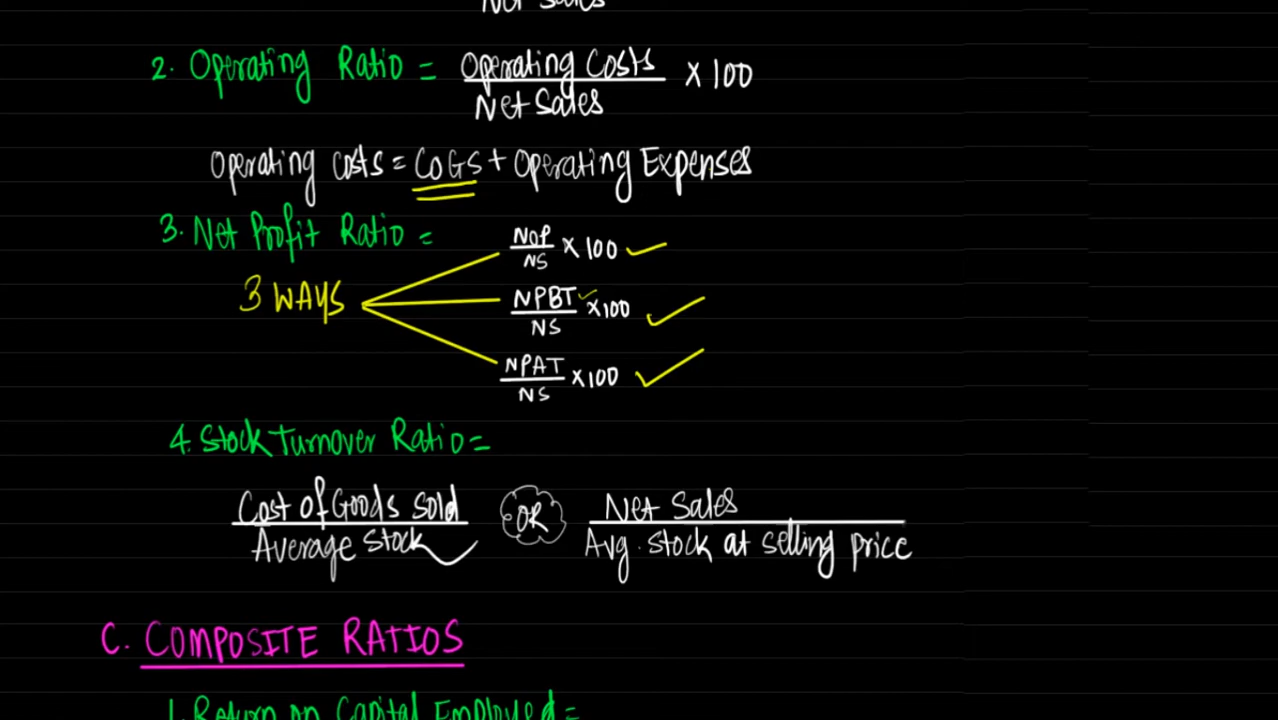 Net Sales
2. Operating Ratio = Operating Costs / Net Sales × 100
Operating costs = COGS + Operating Expenses
3. Net Profit Ratio =
NOP / NS × 100
3 WAYS
NPBT / NS × 100
NPAT / NS × 100
4. Stock Turnover Ratio =
Cost of Goods Sold / Average Stock OR Net Sales / Avg. stock at selling price
C. COMPOSITE RATIOS
1. Return on Capital Employed =